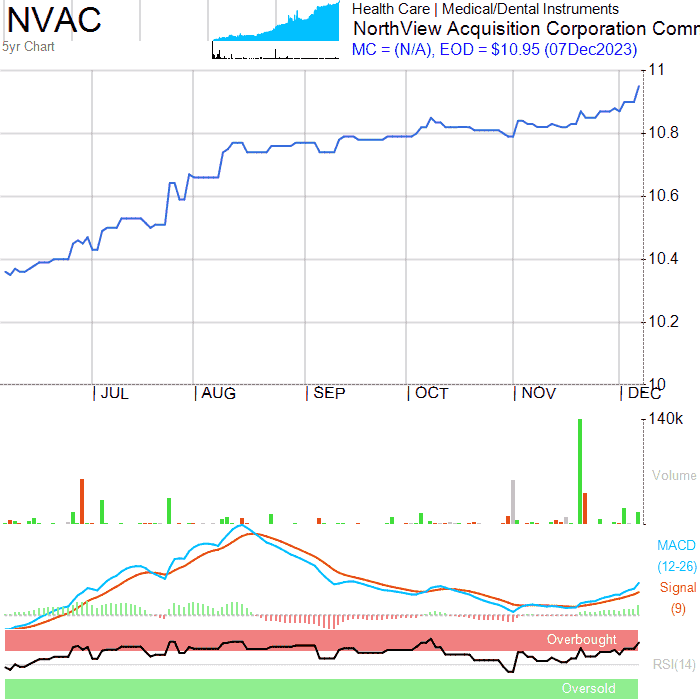 NVAC
5yr Chart
Health Care | Medical/Dental Instruments
NorthView Acquisition Corporation Comm
MC = (N/A), EOD = $10.95 (07Dec2023)
11
10.8
10.6
10.4
10.2
10
JUL AUG SEP OCT NOV DEC
140k
Volume
MACD
(12-26)
Signal
(9)
Overbought
RSI(14)
Oversold